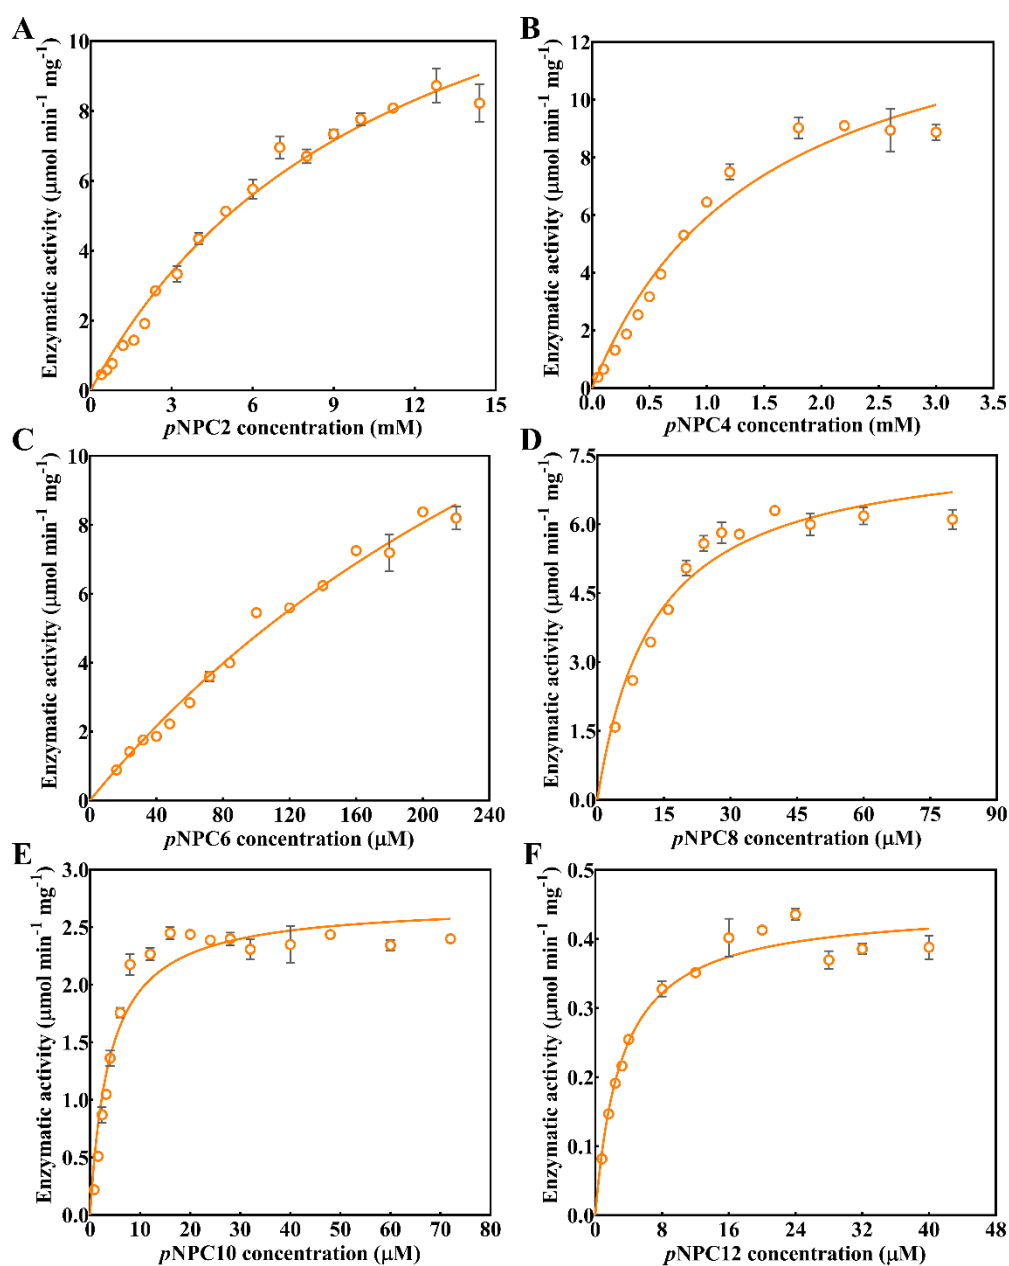 A
Enzymatic activity (μmol min⁻¹ mg⁻¹)
10
8
6
4
2
0
0 3 6 9 12 15
pNPC2 concentration (mM)
B
Enzymatic activity (μmol min⁻¹ mg⁻¹)
12
10
8
6
4
2
0
0.0 0.5 1.0 1.5 2.0 2.5 3.0 3.5
pNPC4 concentration (mM)
C
Enzymatic activity (μmol min⁻¹ mg⁻¹)
10
8
6
4
2
0
0 40 80 120 160 200 240
pNPC6 concentration (μM)
D
Enzymatic activity (μmol min⁻¹ mg⁻¹)
7.5
6.0
4.5
3.0
1.5
0.0
0 15 30 45 60 75 90
pNPC8 concentration (μM)
E
Enzymatic activity (μmol min⁻¹ mg⁻¹)
3.0
2.5
2.0
1.5
1.0
0.5
0.0
0 10 20 30 40 50 60 70 80
pNPC10 concentration (μM)
F
Enzymatic activity (μmol min⁻¹ mg⁻¹)
0.5
0.4
0.3
0.2
0.1
0.0
0 8 16 24 32 40 48
pNPC12 concentration (μM)